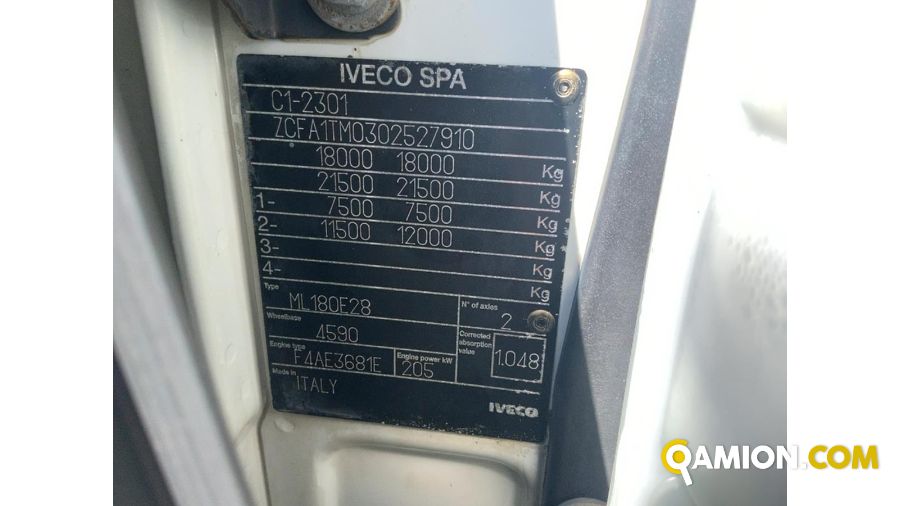 IVECO SPA
C1-2301
ZCFA1TM0302527910
18000 18000 Kg
21500 21500 Kg
1- 7500 7500 Kg
2- 11500 12000 Kg
3- Kg
4- Kg
Type ML180E28 N° of axles 2
Wheelbase 4590 Corrected absorption value 1.048
Engine type F4AE3681E Engine power kW 205
Made in ITALY
IVECO
QAMION.COM